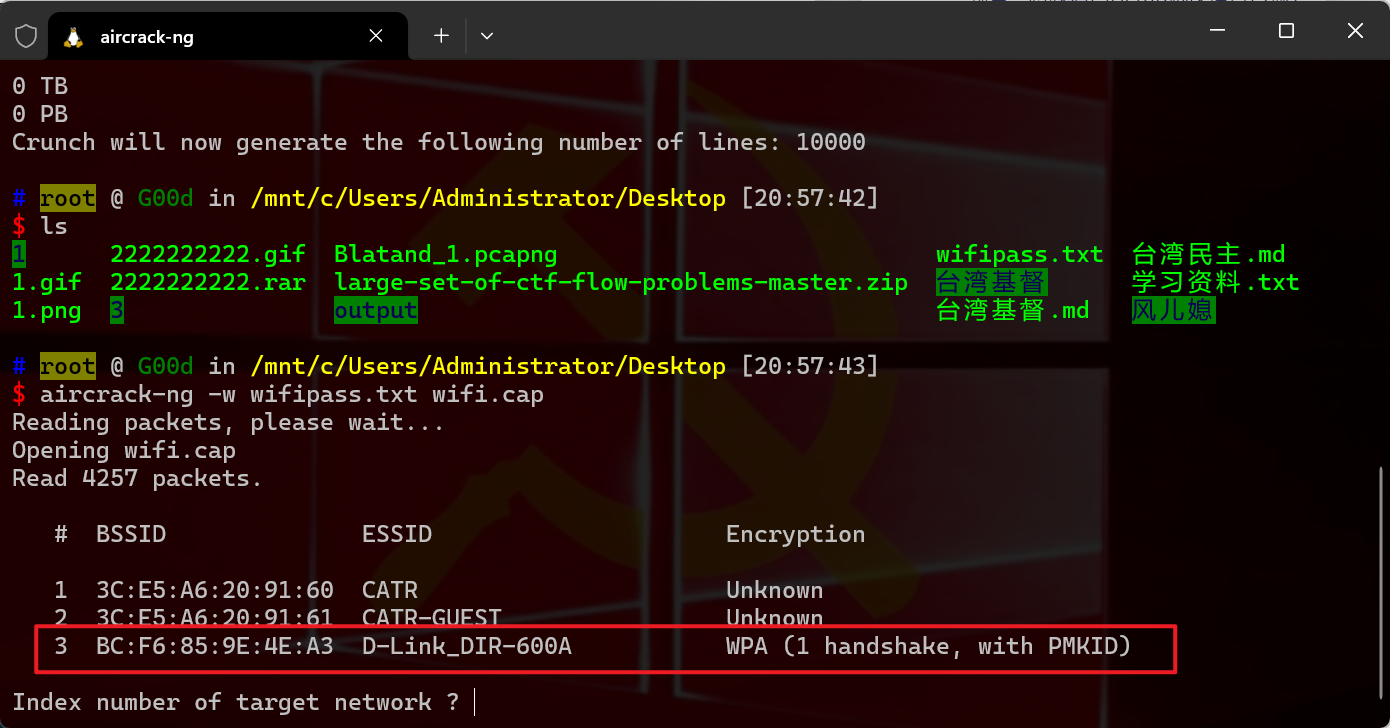 aircrack-ng
0 TB
0 PB
Crunch will now generate the following number of lines: 10000
# root @ G00d in /mnt/c/Users/Administrator/Desktop [20:57:42]
$ ls
1 2222222222.gif Blatand_1.pcapng wifipass.txt 台湾民主.md
1.gif 2222222222.rar large-set-of-ctf-flow-problems-master.zip 台湾基督 学习资料.txt
1.png 3 output 台湾基督.md 风儿媳
# root @ G00d in /mnt/c/Users/Administrator/Desktop [20:57:43]
$ aircrack-ng -w wifipass.txt wifi.cap
Reading packets, please wait...
Opening wifi.cap
Read 4257 packets.
# BSSID ESSID Encryption
1 3C:E5:A6:20:91:60 CATR Unknown
2 3C:E5:A6:20:91:61 CATR-GUEST Unknown
3 BC:F6:85:9E:4E:A3 D-Link_DIR-600A WPA (1 handshake, with PMKID)
Index number of target network ?